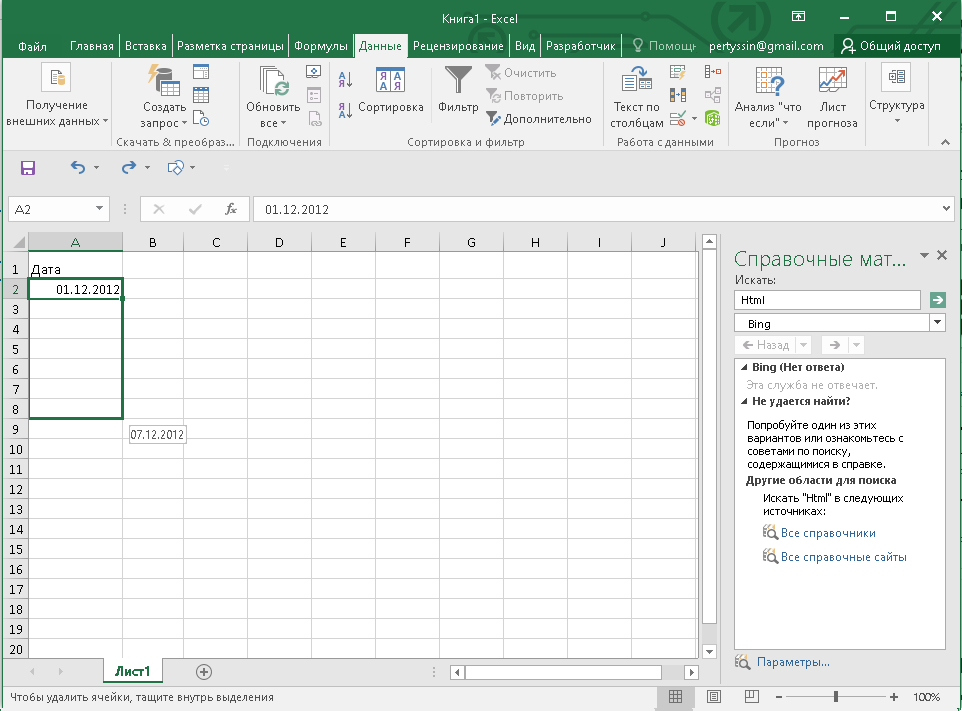 Книга1 - Excel
Файл Главная Вставка Разметка страницы Формулы Данные Рецензирование Вид Разработчик Помощь pertyssin@gmail.com Общий доступ
Получение внешних данных
Создать запрос
Скачать & преобраз...
Обновить все
Подключения
Сортировка
Фильтр
Очистить
Повторить
Дополнительно
Сортировка и фильтр
Текст по столбцам
Работа с данными
Анализ "что если"
Лист прогноза
Прогноз
Структура
A2
fx
01.12.2012
A B C D E F G H I J
1 Дата
2 01.12.2012
3
4
5
6
7
8
9 07.12.2012
10
11
12
13
14
15
16
17
18
19
20
Справочные мат...
Искать:
Html
Bing
Назад
Bing (Нет ответа)
Эта служба не отвечает.
Не удается найти?
Попробуйте один из этих
вариантов или ознакомьтесь с
советами по поиску,
содержащимися в справке.
Другие области для поиска
Искать "Html" в следующих
источниках:
Все справочники
Все справочные сайты
Параметры...
Лист1
Чтобы удалить ячейки, тащите внутрь выделения
100%